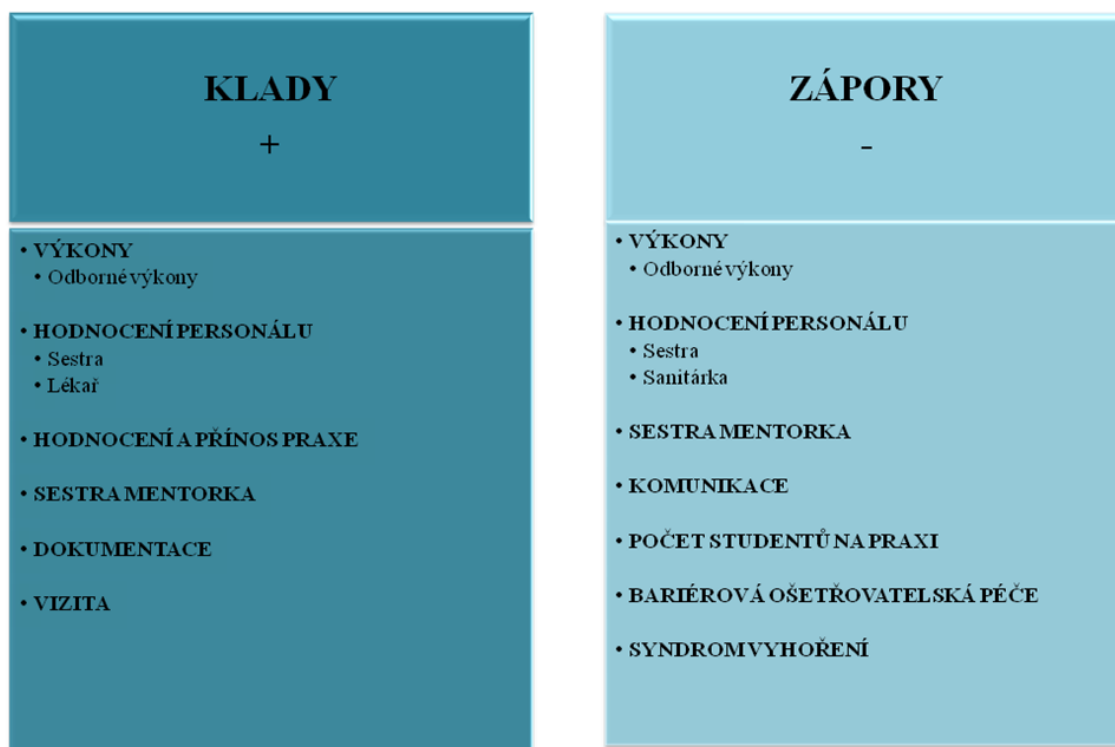 KLADY
+
• VÝKONY
• Odborné výkony
• HODNOCENÍ PERSONÁLU
• Sestra
• Lékař
• HODNOCENÍ A PŘÍNOS PRAXE
• SESTRA MENTORKA
• DOKUMENTACE
• VIZITA
ZÁPORY
-
• VÝKONY
• Odborné výkony
• HODNOCENÍ PERSONÁLU
• Sestra
• Sanitárka
• SESTRA MENTORKA
• KOMUNIKACE
• POČET STUDENTŮ NA PRAXI
• BARIÉROVÁ OŠETŘOVATELSKÁ PÉČE
• SYNDROM VYHOŘENÍ